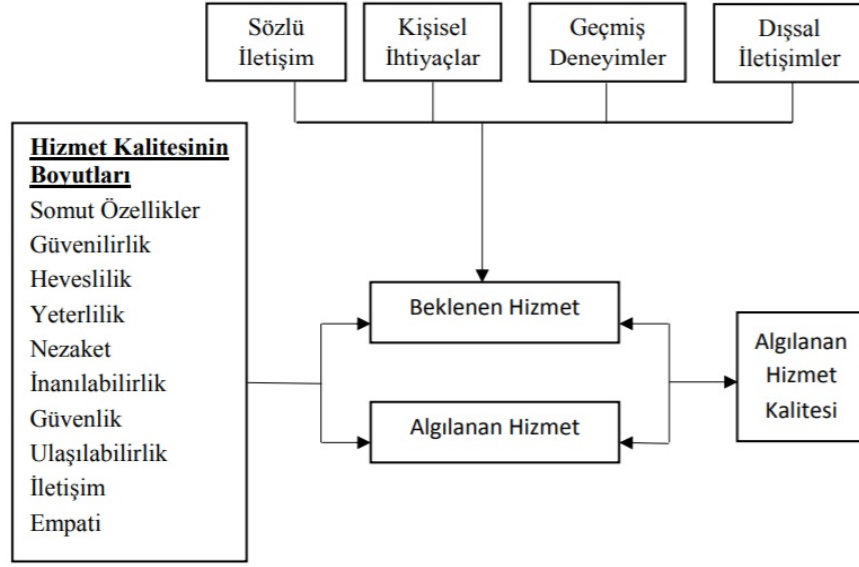 Sözlü
İletişim
Kişisel
İhtiyaçlar
Geçmiş
Deneyimler
Dışsal
İletişimler
Hizmet Kalitesinin
Boyutları
Somut Özellikler
Güvenilirlik
Heveslilik
Yeterlilik
Nezaket
İnanılabilirlik
Güvenlik
Ulaşılabilirlik
İletişim
Empati
Beklenen Hizmet
Algılanan Hizmet
Algılanan
Hizmet
Kalitesi